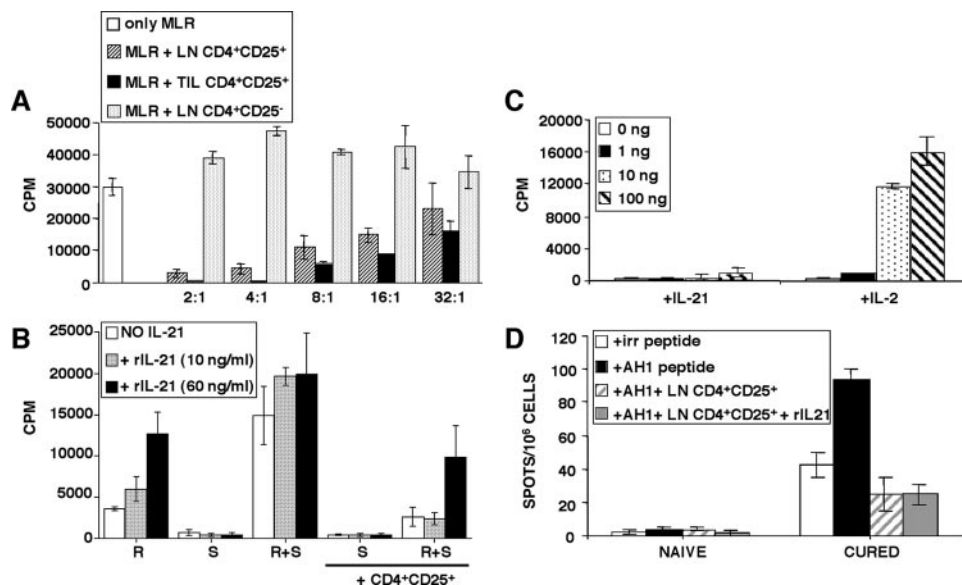 only MLR
MLR + LN CD4+CD25+
MLR + TIL CD4+CD25+
MLR + LN CD4+CD25-
A
50000
40000
30000
20000
10000
0
CPM
2:1 4:1 8:1 16:1 32:1
B
NO IL-21
+ rIL-21 (10 ng/ml)
+ rIL-21 (60 ng/ml)
25000
20000
15000
10000
5000
0
CPM
R S R+S S R+S
+ CD4+CD25+
C
0 ng
1 ng
10 ng
100 ng
20000
16000
12000
8000
4000
0
CPM
+IL-21 +IL-2
D
+irr peptide
+AH1 peptide
+AH1+ LN CD4+CD25+
+AH1+ LN CD4+CD25+ + rIL21
120
100
80
60
40
20
0
SPOTS/10⁶ CELLS
NAIVE CURED